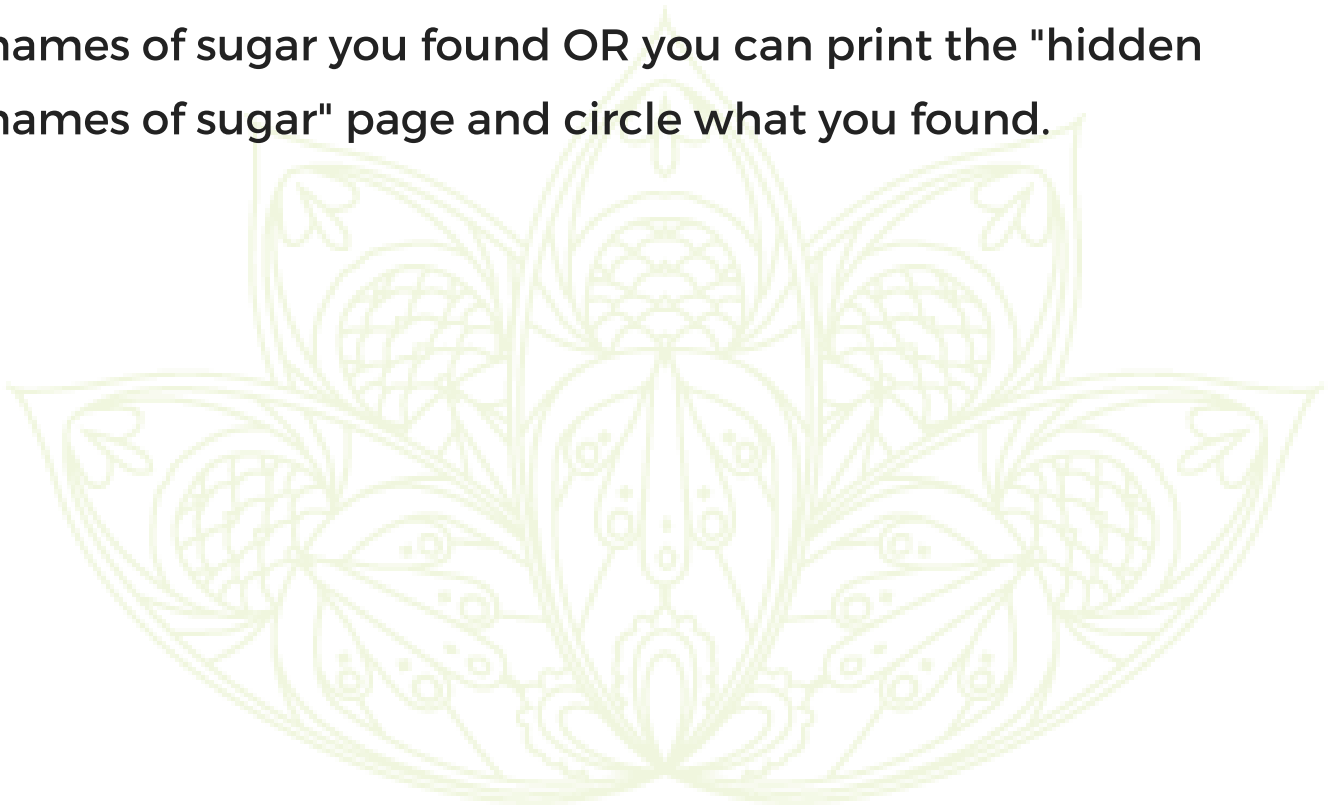 names of sugar you found OR you can print the "hidden
names of sugar" page and circle what you found.